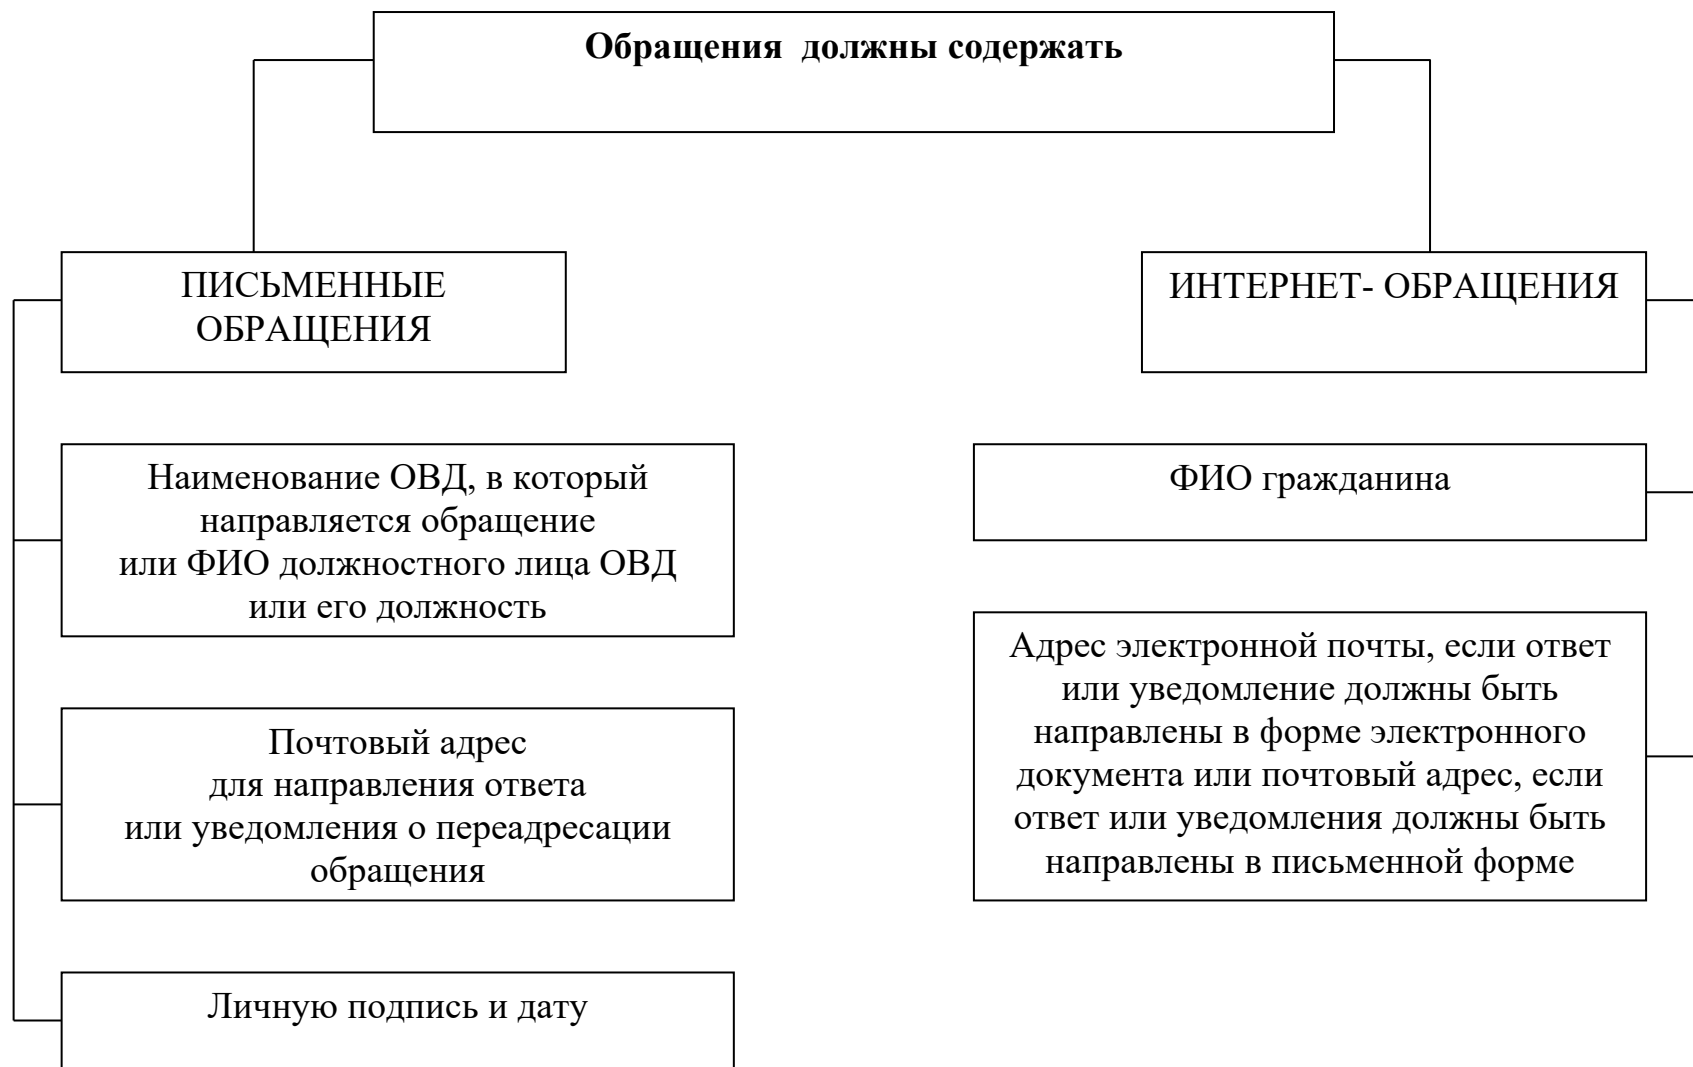 Обращения должны содержать
ПИСЬМЕННЫЕ
ОБРАЩЕНИЯ
Наименование ОВД, в который
направляется обращение
или ФИО должностного лица ОВД
или его должность
Почтовый адрес
для направления ответа
или уведомления о переадресации
обращения
Личную подпись и дату
ИНТЕРНЕТ- ОБРАЩЕНИЯ
ФИО гражданина
Адрес электронной почты, если ответ
или уведомление должны быть
направлены в форме электронного
документа или почтовый адрес, если
ответ или уведомления должны быть
направлены в письменной форме